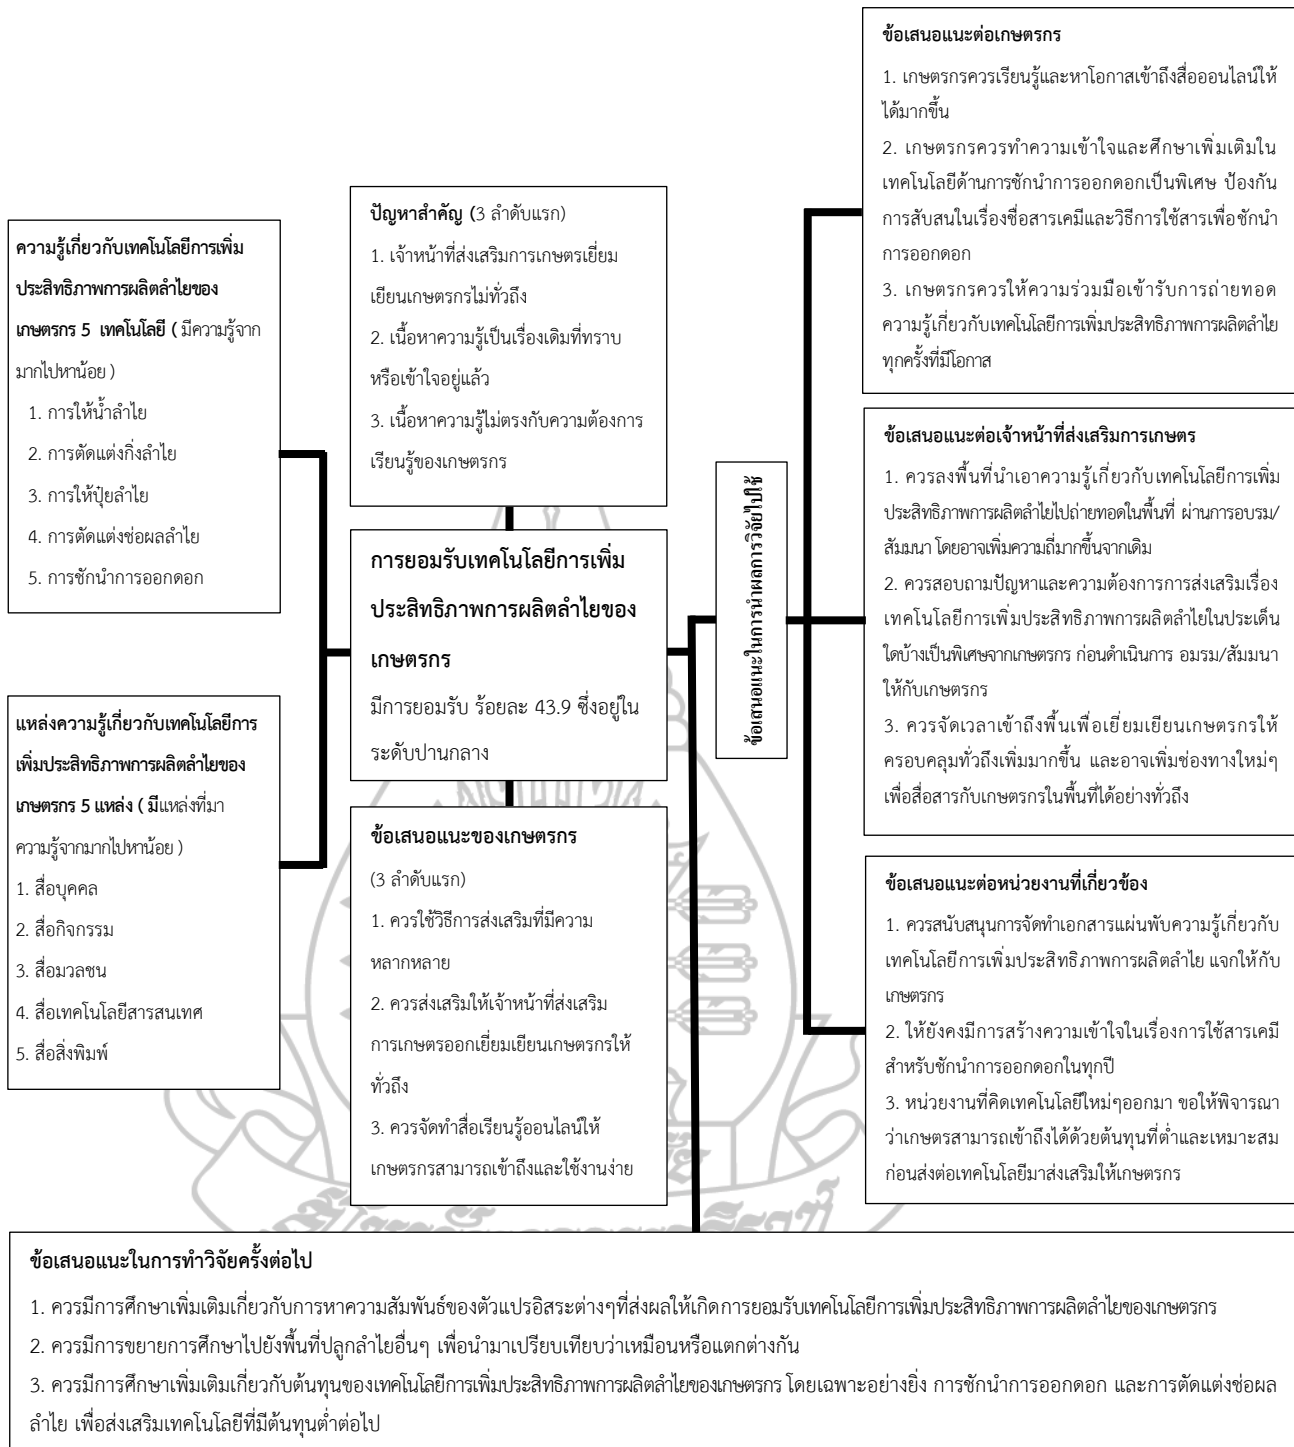 ความรู้เกี่ยวกับเทคโนโลยีการเพิ่ม
ประสิทธิภาพการผลิตลำไยของ
เกษตรกร 5 เทคโนโลยี ( มีความรู้จาก
มากไปหาน้อย )
1. การให้น้ำลำไย
2. การตัดแต่งกิ่งลำไย
3. การให้ปุ๋ยลำไย
4. การตัดแต่งช่อผลลำไย
5. การชักนำการออกดอก
แหล่งความรู้เกี่ยวกับเทคโนโลยีการ
เพิ่มประสิทธิภาพการผลิตลำไยของ
เกษตรกร 5 แหล่ง ( มีแหล่งที่มา
ความรู้จากมากไปหาน้อย )
1. สื่อบุคคล
2. สื่อกิจกรรม
3. สื่อมวลชน
4. สื่อเทคโนโลยีสารสนเทศ
5. สื่อสิ่งพิมพ์
ปัญหาสำคัญ (3 ลำดับแรก)
1. เจ้าหน้าที่ส่งเสริมการเกษตรเยี่ยม
เยียนเกษตรกรไม่ทั่วถึง
2. เนื้อหาความรู้เป็นเรื่องเดิมที่ทราบ
หรือเข้าใจอยู่แล้ว
3. เนื้อหาความรู้ไม่ตรงกับความต้องการ
เรียนรู้ของเกษตรกร
การยอมรับเทคโนโลยีการเพิ่ม
ประสิทธิภาพการผลิตลำไยของ
เกษตรกร
มีการยอมรับ ร้อยละ 43.9 ซึ่งอยู่ใน
ระดับปานกลาง
ข้อเสนอแนะของเกษตรกร
(3 ลำดับแรก)
1. ควรใช้วิธีการส่งเสริมที่มีความ
หลากหลาย
2. ควรส่งเสริมให้เจ้าหน้าที่ส่งเสริม
การเกษตรออกเยี่ยมเยียนเกษตรกรให้
ทั่วถึง
3. ควรจัดทำสื่อเรียนรู้ออนไลน์ให้
เกษตรกรสามารถเข้าถึงและใช้งานง่าย
ข้อเสนอแนะในการนำผลการวิจัยไปใช้
ข้อเสนอแนะต่อเกษตรกร
1. เกษตรกรควรเรียนรู้และหาโอกาสเข้าถึงสื่อออนไลน์ให้
ได้มากขึ้น
2. เกษตรกรควรทำความเข้าใจและศึกษาเพิ่มเติมใน
เทคโนโลยีด้านการชักนำการออกดอกเป็นพิเศษ ป้องกัน
การสับสนในเรื่องชื่อสารเคมีและวิธีการใช้สารเพื่อชักนำ
การออกดอก
3. เกษตรกรควรให้ความร่วมมือเข้ารับการถ่ายทอด
ความรู้เกี่ยวกับเทคโนโลยีการเพิ่มประสิทธิภาพการผลิตลำไย
ทุกครั้งที่มีโอกาส
ข้อเสนอแนะต่อเจ้าหน้าที่ส่งเสริมการเกษตร
1. ควรลงพื้นที่นำเอาความรู้เกี่ยวกับเทคโนโลยีการเพิ่ม
ประสิทธิภาพการผลิตลำไยไปถ่ายทอดในพื้นที่ ผ่านการอบรม/
สัมมนา โดยอาจเพิ่มความถี่มากขึ้นจากเดิม
2. ควรสอบถามปัญหาและความต้องการการส่งเสริมเรื่อง
เทคโนโลยีการเพิ่มประสิทธิภาพการผลิตลำไยในประเด็น
ใดบ้างเป็นพิเศษจากเกษตรกร ก่อนดำเนินการ อมรม/สัมมนา
ให้กับเกษตรกร
3. ควรจัดเวลาเข้าถึงพื้นเพื่อเยี่ยมเยียนเกษตรกรให้
ครอบคลุมทั่วถึงเพิ่มมากขึ้น และอาจเพิ่มช่องทางใหม่ๆ
เพื่อสื่อสารกับเกษตรกรในพื้นที่ได้อย่างทั่วถึง
ข้อเสนอแนะต่อหน่วยงานที่เกี่ยวข้อง
1. ควรสนับสนุนการจัดทำเอกสารแผ่นพับความรู้เกี่ยวกับ
เทคโนโลยีการเพิ่มประสิทธิภาพการผลิตลำไย แจกให้กับ
เกษตรกร
2. ให้ยังคงมีการสร้างความเข้าใจในเรื่องการใช้สารเคมี
สำหรับชักนำการออกดอกในทุกปี
3. หน่วยงานที่คิดเทคโนโลยีใหม่ๆออกมา ขอให้พิจารณา
ว่าเกษตรสามารถเข้าถึงได้ด้วยต้นทุนที่ต่ำและเหมาะสม
ก่อนส่งต่อเทคโนโลยีมาส่งเสริมให้เกษตรกร
ข้อเสนอแนะในการทำวิจัยครั้งต่อไป
1. ควรมีการศึกษาเพิ่มเติมเกี่ยวกับการหาความสัมพันธ์ของตัวแปรอิสระต่างๆที่ส่งผลให้เกิดการยอมรับเทคโนโลยีการเพิ่มประสิทธิภาพการผลิตลำไยของเกษตรกร
2. ควรมีการขยายการศึกษาไปยังพื้นที่ปลูกลำไยอื่นๆ เพื่อนำมาเปรียบเทียบว่าเหมือนหรือแตกต่างกัน
3. ควรมีการศึกษาเพิ่มเติมเกี่ยวกับต้นทุนของเทคโนโลยีการเพิ่มประสิทธิภาพการผลิตลำไยของเกษตรกร โดยเฉพาะอย่างยิ่ง การชักนำการออกดอก และการตัดแต่งช่อผล
ลำไย เพื่อส่งเสริมเทคโนโลยีที่มีต้นทุนต่ำต่อไป